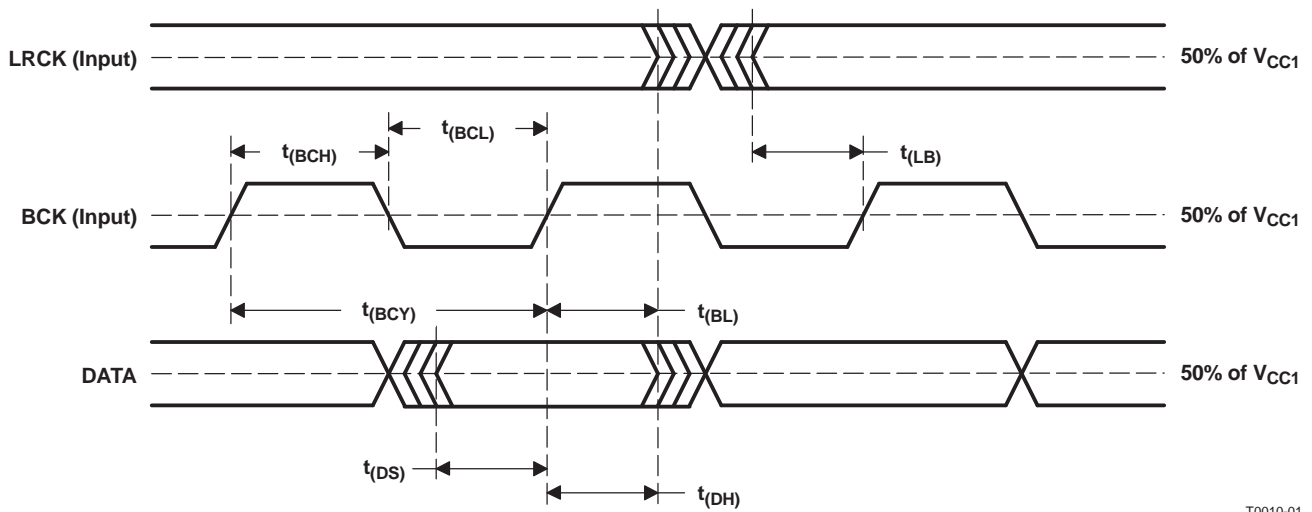 LRCK (Input)
50% of VCC1
t(BCL)
t(BCH)
t(LB)
BCK (Input)
50% of VCC1
t(BCY)
t(BL)
DATA
50% of VCC1
t(DS)
t(DH)
T0010-01